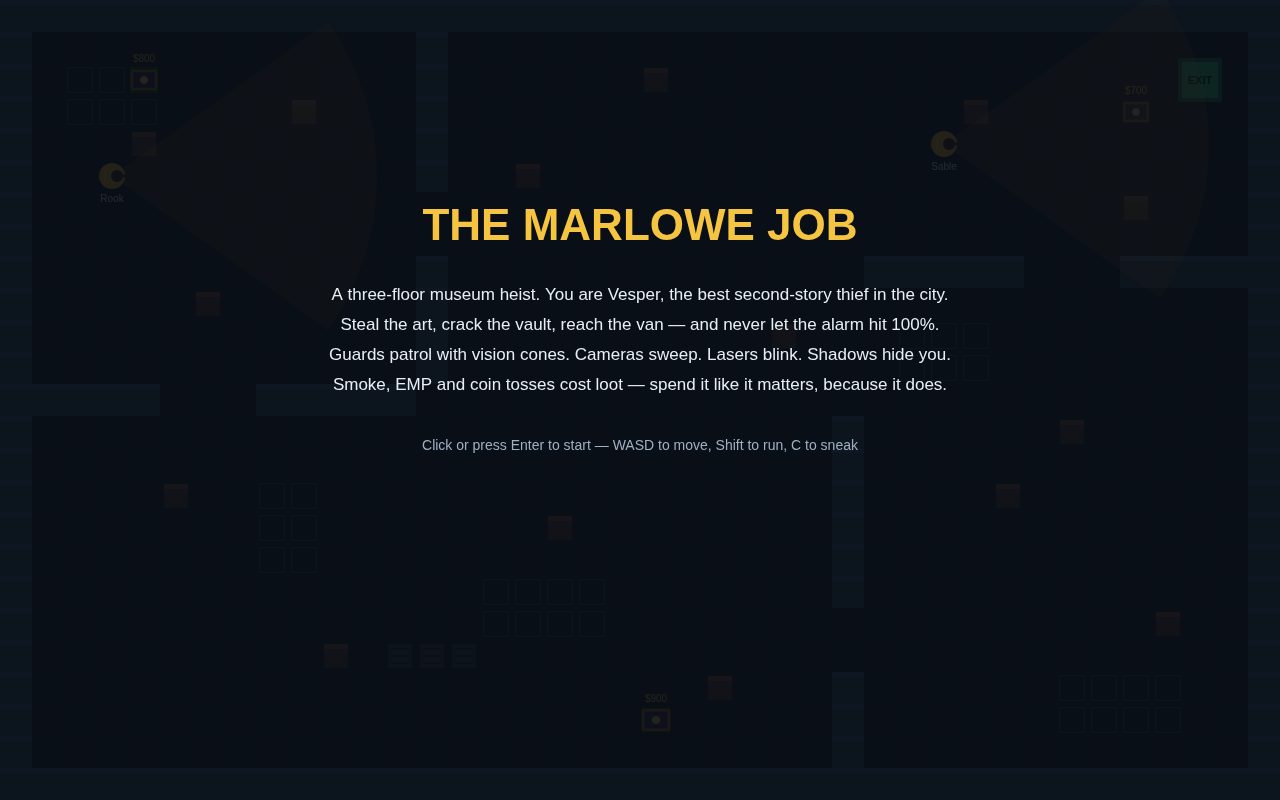 $800
EXIT
$700
Rook
Sable
THE MARLOWE JOB
A three-floor museum heist. You are Vesper, the best second-story thief in the city.
Steal the art, crack the vault, reach the van — and never let the alarm hit 100%.
Guards patrol with vision cones. Cameras sweep. Lasers blink. Shadows hide you.
Smoke, EMP and coin tosses cost loot — spend it like it matters, because it does.
Click or press Enter to start — WASD to move, Shift to run, C to sneak
$900